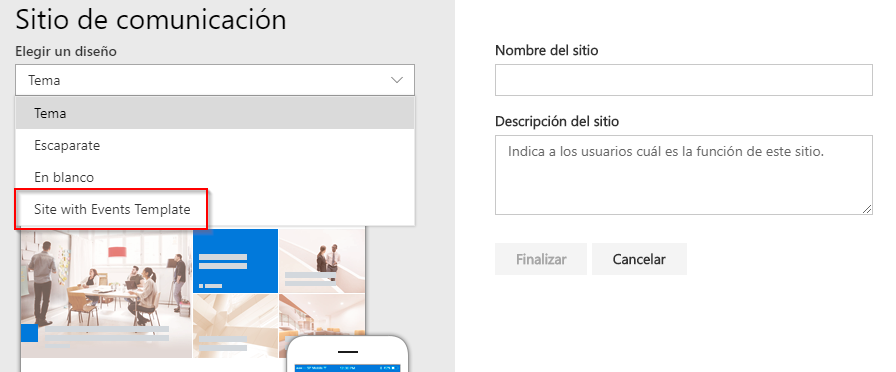 Sitio de comunicación
Elegir un diseño
Tema
Tema
Escaparate
En blanco
Site with Events Template
Nombre del sitio
Descripción del sitio
Indica a los usuarios cuál es la función de este sitio.
Finalizar
Cancelar